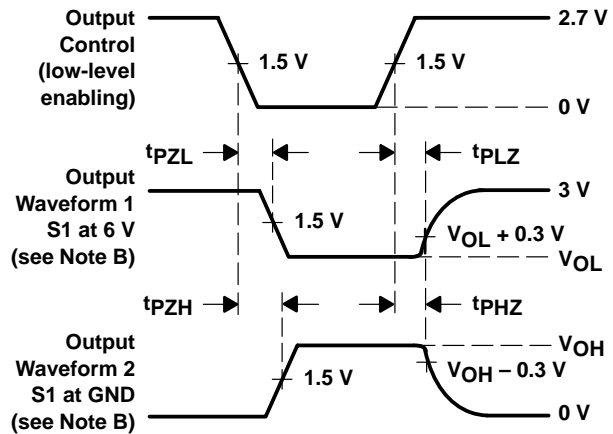 Output
Control
(low-level
enabling)
1.5 V
1.5 V
2.7 V
0 V
tPZL
tPLZ
Output
Waveform 1
S1 at 6 V
(see Note B)
1.5 V
3 V
VOL + 0.3 V
VOL
tPZH
tPHZ
Output
Waveform 2
S1 at GND
(see Note B)
1.5 V
VOH
VOH – 0.3 V
0 V